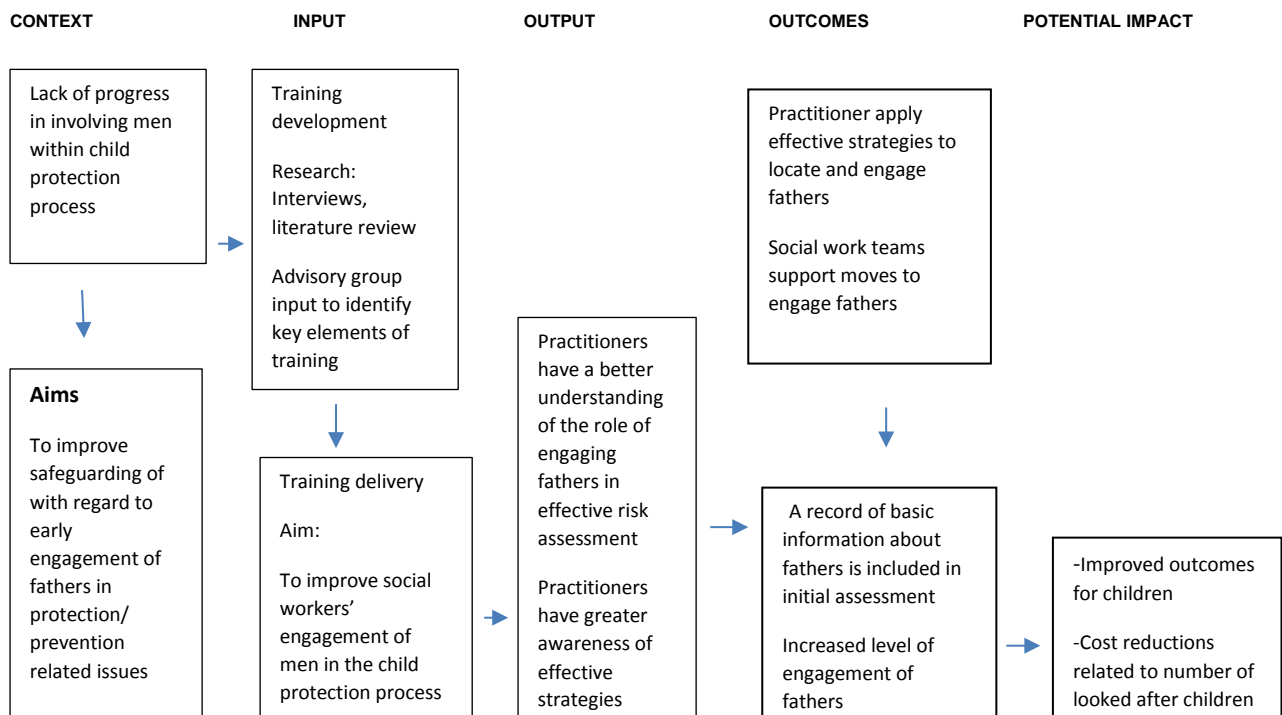 CONTEXT
INPUT
OUTPUT
OUTCOMES
POTENTIAL IMPACT
Lack of progress
in involving men
within child
protection
process
Aims
To improve
safeguarding of
with regard to
early
engagement of
fathers in
protection/
prevention
related issues
Training
development
Research:
Interviews,
literature review
Advisory group
input to identify
key elements of
training
Training delivery
Aim:
To improve social
workers’
engagement of
men in the child
protection process
Practitioners
have a better
understanding
of the role of
engaging
fathers in
effective risk
assessment
Practitioners
have greater
awareness of
effective
strategies
Practitioner apply
effective strategies to
locate and engage
fathers
Social work teams
support moves to
engage fathers
A record of basic
information about
fathers is included in
initial assessment
Increased level of
engagement of
fathers
-Improved outcomes
for children
-Cost reductions
related to number of
looked after children